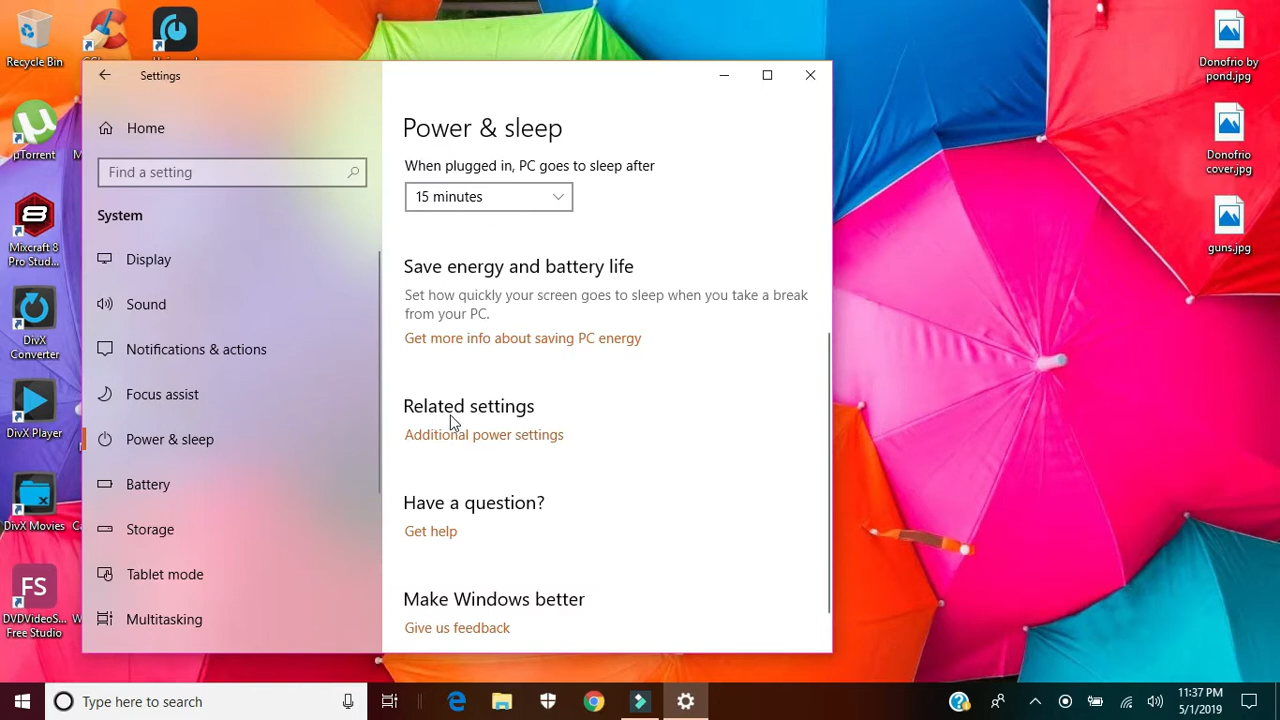 Recycle Bin
µTorrent
Mixcraft 8
Pro Stud...
DivX
Converter
DivX Player
DivX Movies
FS
DVDVideoS...
Free Studio
Settings
Home
Find a setting
System
Display
Sound
Notifications & actions
Focus assist
Power & sleep
Battery
Storage
Tablet mode
Multitasking
Power & sleep
When plugged in, PC goes to sleep after
15 minutes
Save energy and battery life
Set how quickly your screen goes to sleep when you take a break
from your PC.
Get more info about saving PC energy
Related settings
Additional power settings
Have a question?
Get help
Make Windows better
Give us feedback
Donofrio by
pond.jpg
Donofrio
cover.jpg
guns.jpg
Type here to search
11:37 PM
5/1/2019